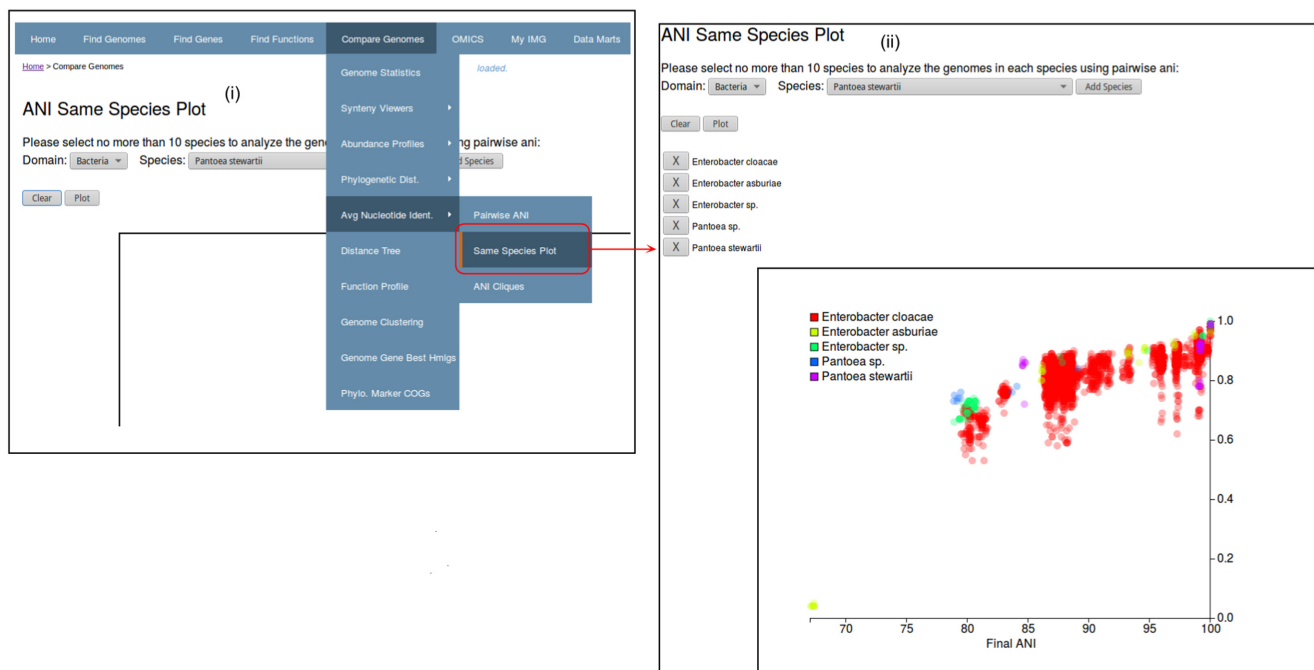 Home Find Genomes Find Genes Find Functions Compare Genomes OMICS My IMG Data Marts
Home > Compare Genomes
loaded.
ANI Same Species Plot
(i)
Please select no more than 10 species to analyze the gen
ng pairwise ani:
Domain: Bacteria Species: Pantoea stewartii
d Species
Clear Plot
Genome Statistics
Synteny Viewers
Abundance Profiles
Phylogenetic Dist.
Avg Nucleotide Ident.
Distance Tree
Function Profile
Genome Clustering
Genome Gene Best Hmlgs
Phylo. Marker COGs
Pairwise ANI
Same Species Plot
ANI Cliques
ANI Same Species Plot
(ii)
Please select no more than 10 species to analyze the genomes in each species using pairwise ani:
Domain: Bacteria Species: Pantoea stewartii Add Species
Clear Plot
X Enterobacter cloacae
X Enterobacter asburiae
X Enterobacter sp.
X Pantoea sp.
X Pantoea stewartii
Enterobacter cloacae
Enterobacter asburiae
Enterobacter sp.
Pantoea sp.
Pantoea stewartii
1.0
0.8
0.6
0.4
0.2
0.0
70 75 80 85 90 95 100
Final ANI